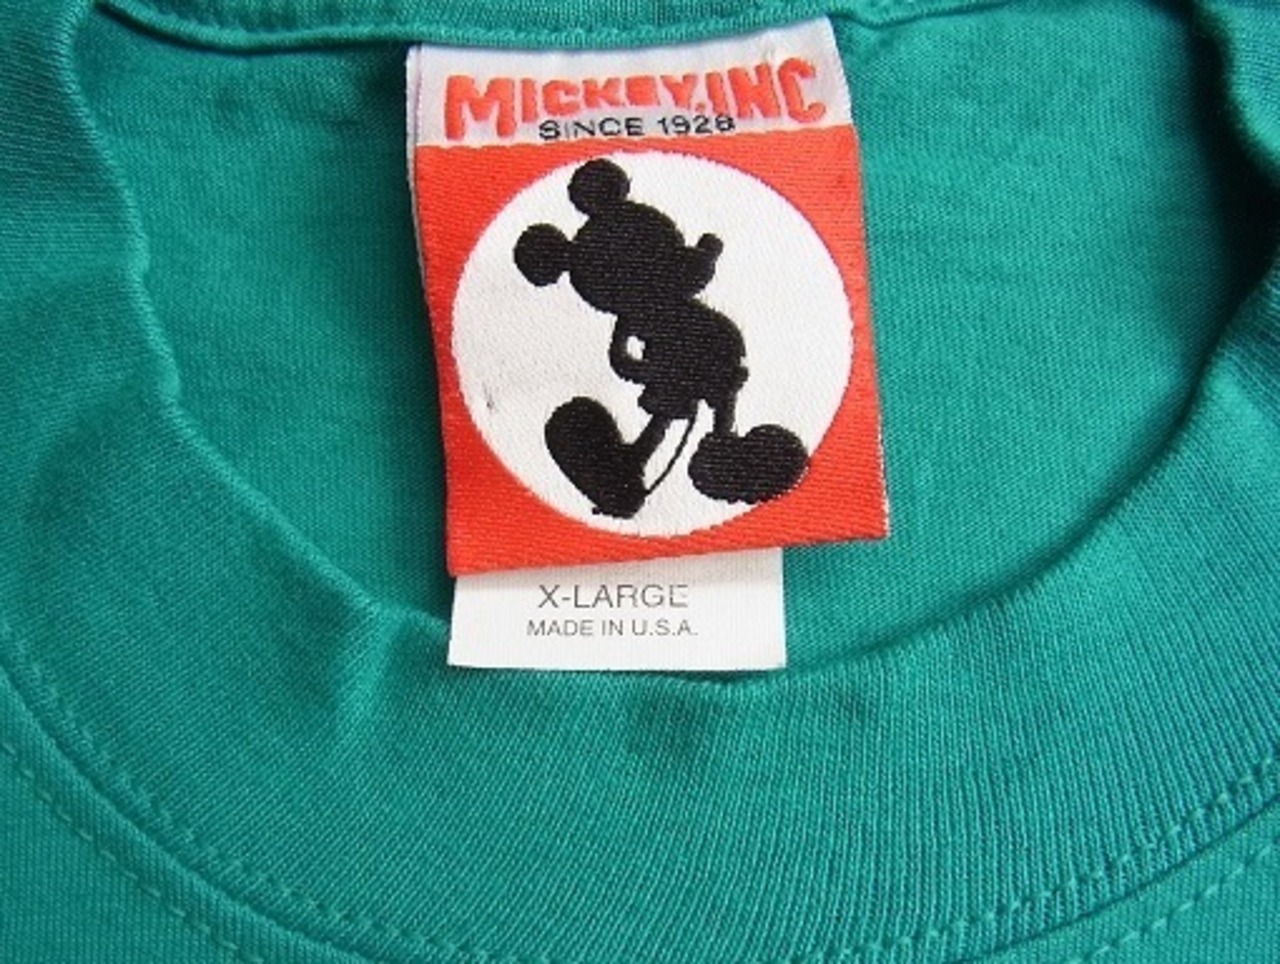 MICKEY, INC
SINCE 1928
X-LARGE
MADE IN U.S.A.